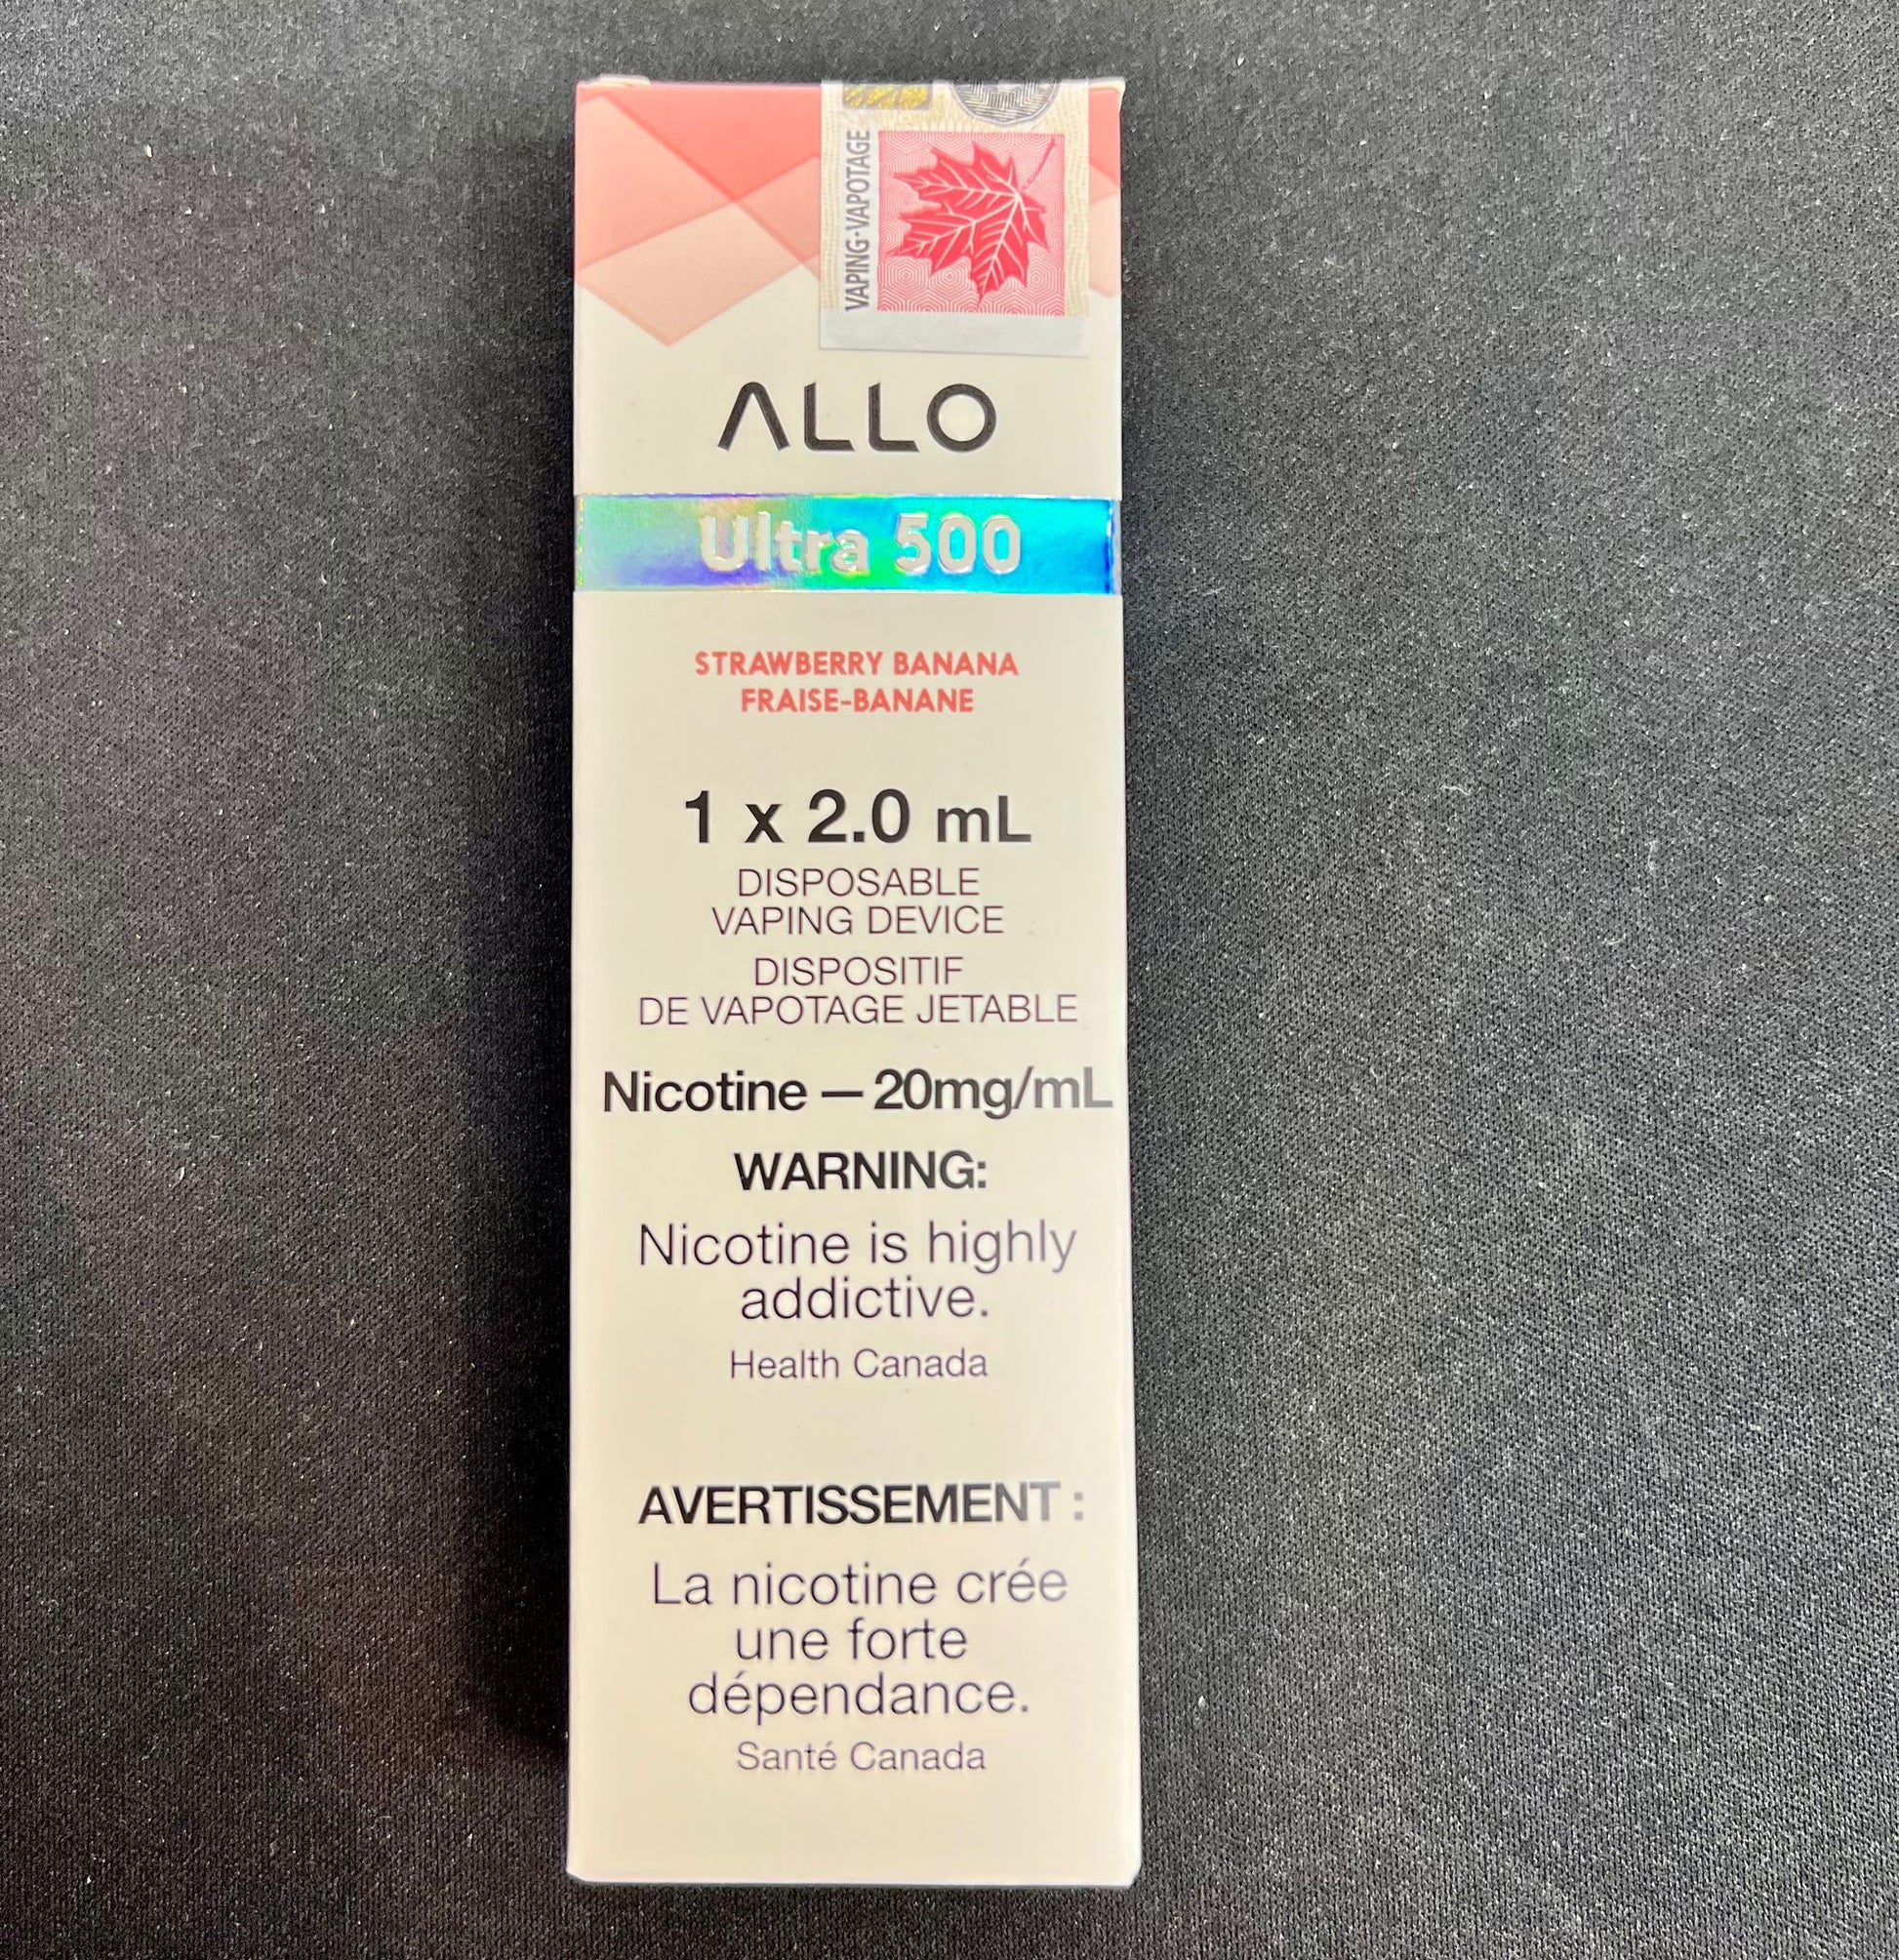 VAPING·VAPOTAGE
ALLO
Ultra 500
STRAWBERRY BANANA
FRAISE-BANANE
1 x 2.0 mL
DISPOSABLE
VAPING DEVICE
DISPOSITIF
DE VAPOTAGE JETABLE
Nicotine — 20mg/mL
WARNING:
Nicotine is highly
addictive.
Health Canada
AVERTISSEMENT :
La nicotine crée
une forte
dépendance.
Santé Canada